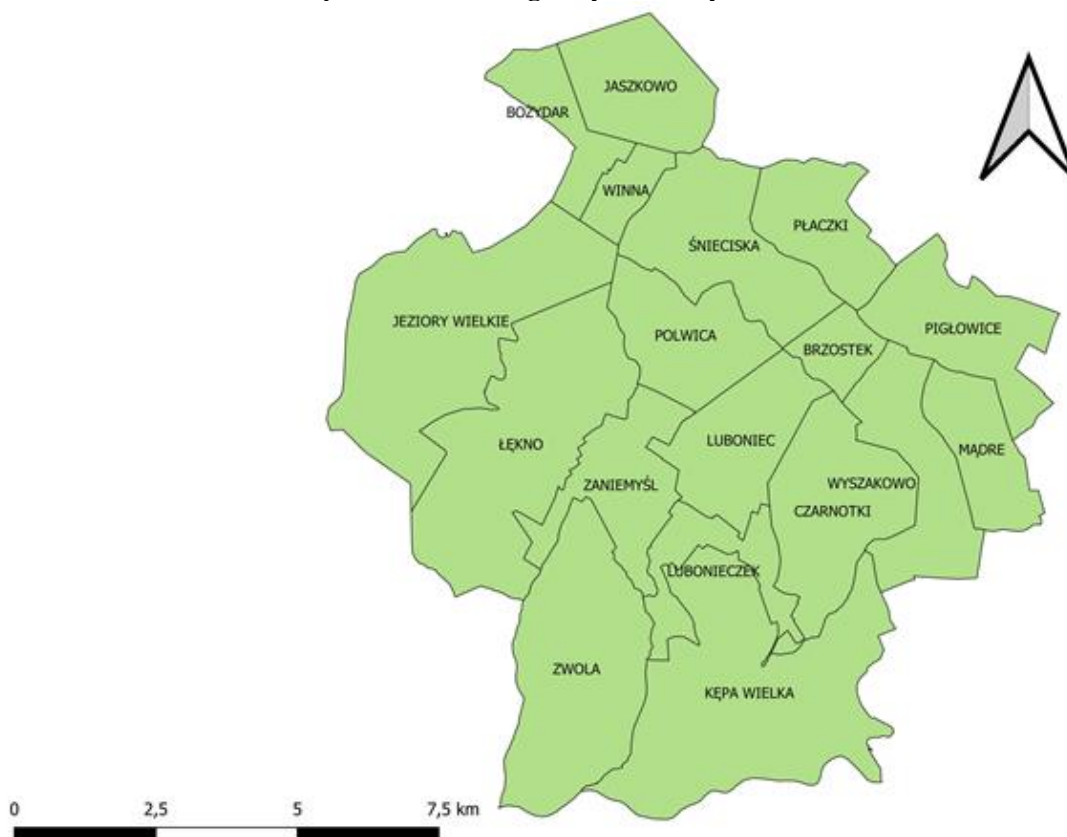 JASZKOWO
BOŻYDAR
WINNA
PŁACZKI
ŚNIECISKA
JEZIORY WIELKIE
POLWICA
PIGŁOWICE
BRZOSTEK
ŁĘKNO
LUBONIEC
MĄDRE
ZANIEMYŚL
WYSZAKOWO
CZARNOTKI
LUBONIECZEK
ZWOLA
KĘPA WIELKA
0 2,5 5 7,5 km